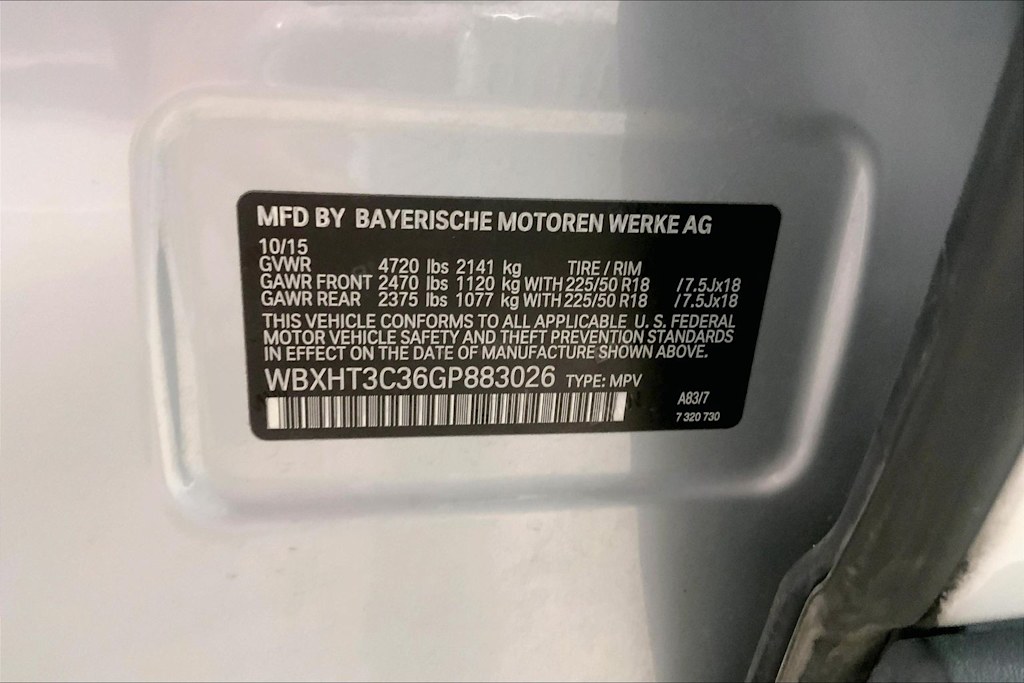 MFD BY BAYERISCHE MOTOREN WERKE AG
10/15
GVWR 4720 lbs 2141 kg TIRE / RIM
GAWR FRONT 2470 lbs 1120 kg WITH 225/50 R18 /7.5Jx18
GAWR REAR 2375 lbs 1077 kg WITH 225/50 R18 /7.5Jx18
THIS VEHICLE CONFORMS TO ALL APPLICABLE U. S. FEDERAL
MOTOR VEHICLE SAFETY AND THEFT PREVENTION STANDARDS
IN EFFECT ON THE DATE OF MANUFACTURE SHOWN ABOVE.
WBXHT3C36GP883026 TYPE: MPV
A83/7
7 320 730